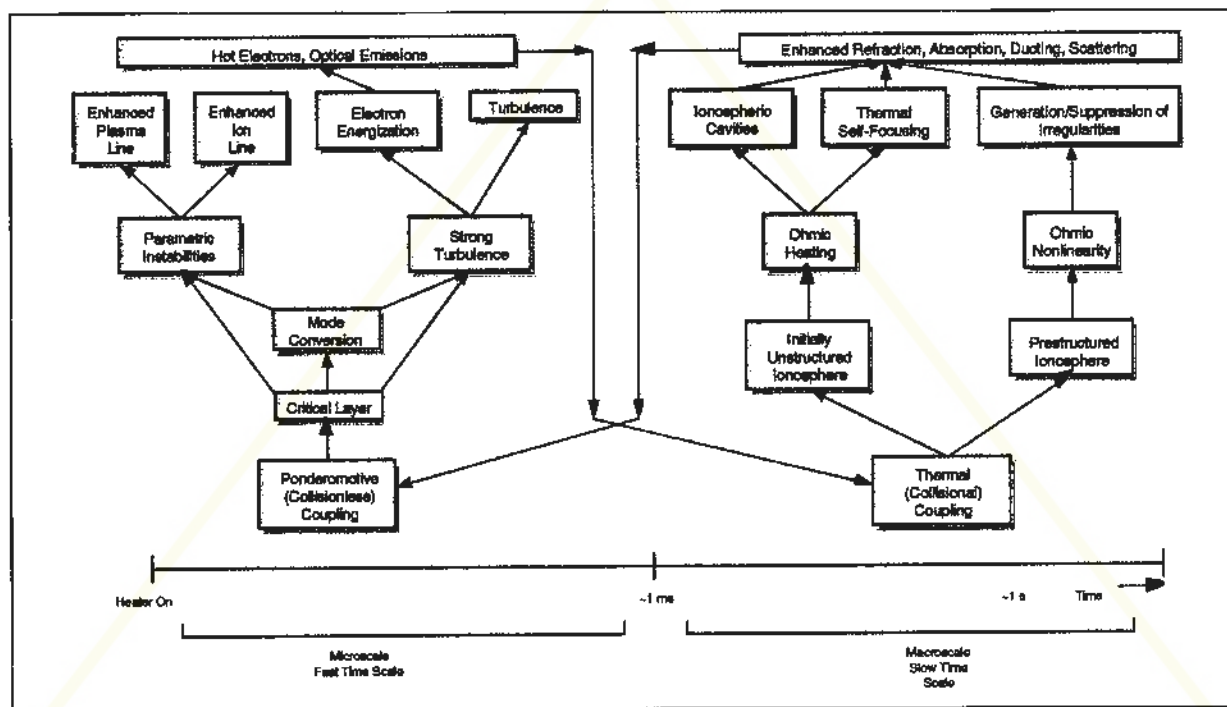 Hot Electrons, Optical Emissions
Enhanced Refraction, Absorption, Ducting, Scattering
Enhanced
Plasma
Line
Enhanced
Ion
Line
Electron
Energization
Turbulence
Ionospheric
Cavities
Thermal
Self-Focusing
Generation/Suppression of
Irregularities
Parametric
Instabilities
Strong
Turbulence
Ohmic
Heating
Ohmic
Nonlinearity
Mode
Conversion
Initially
Unstructured
Ionosphere
Prestructured
Ionosphere
Critical Layer
Ponderomotive
(Collisionless)
Coupling
Thermal
(Collisional)
Coupling
Heater On
~1 ms
~1 s
Time
Microscale
Fast Time Scale
Macroscale
Slow Time
Scale